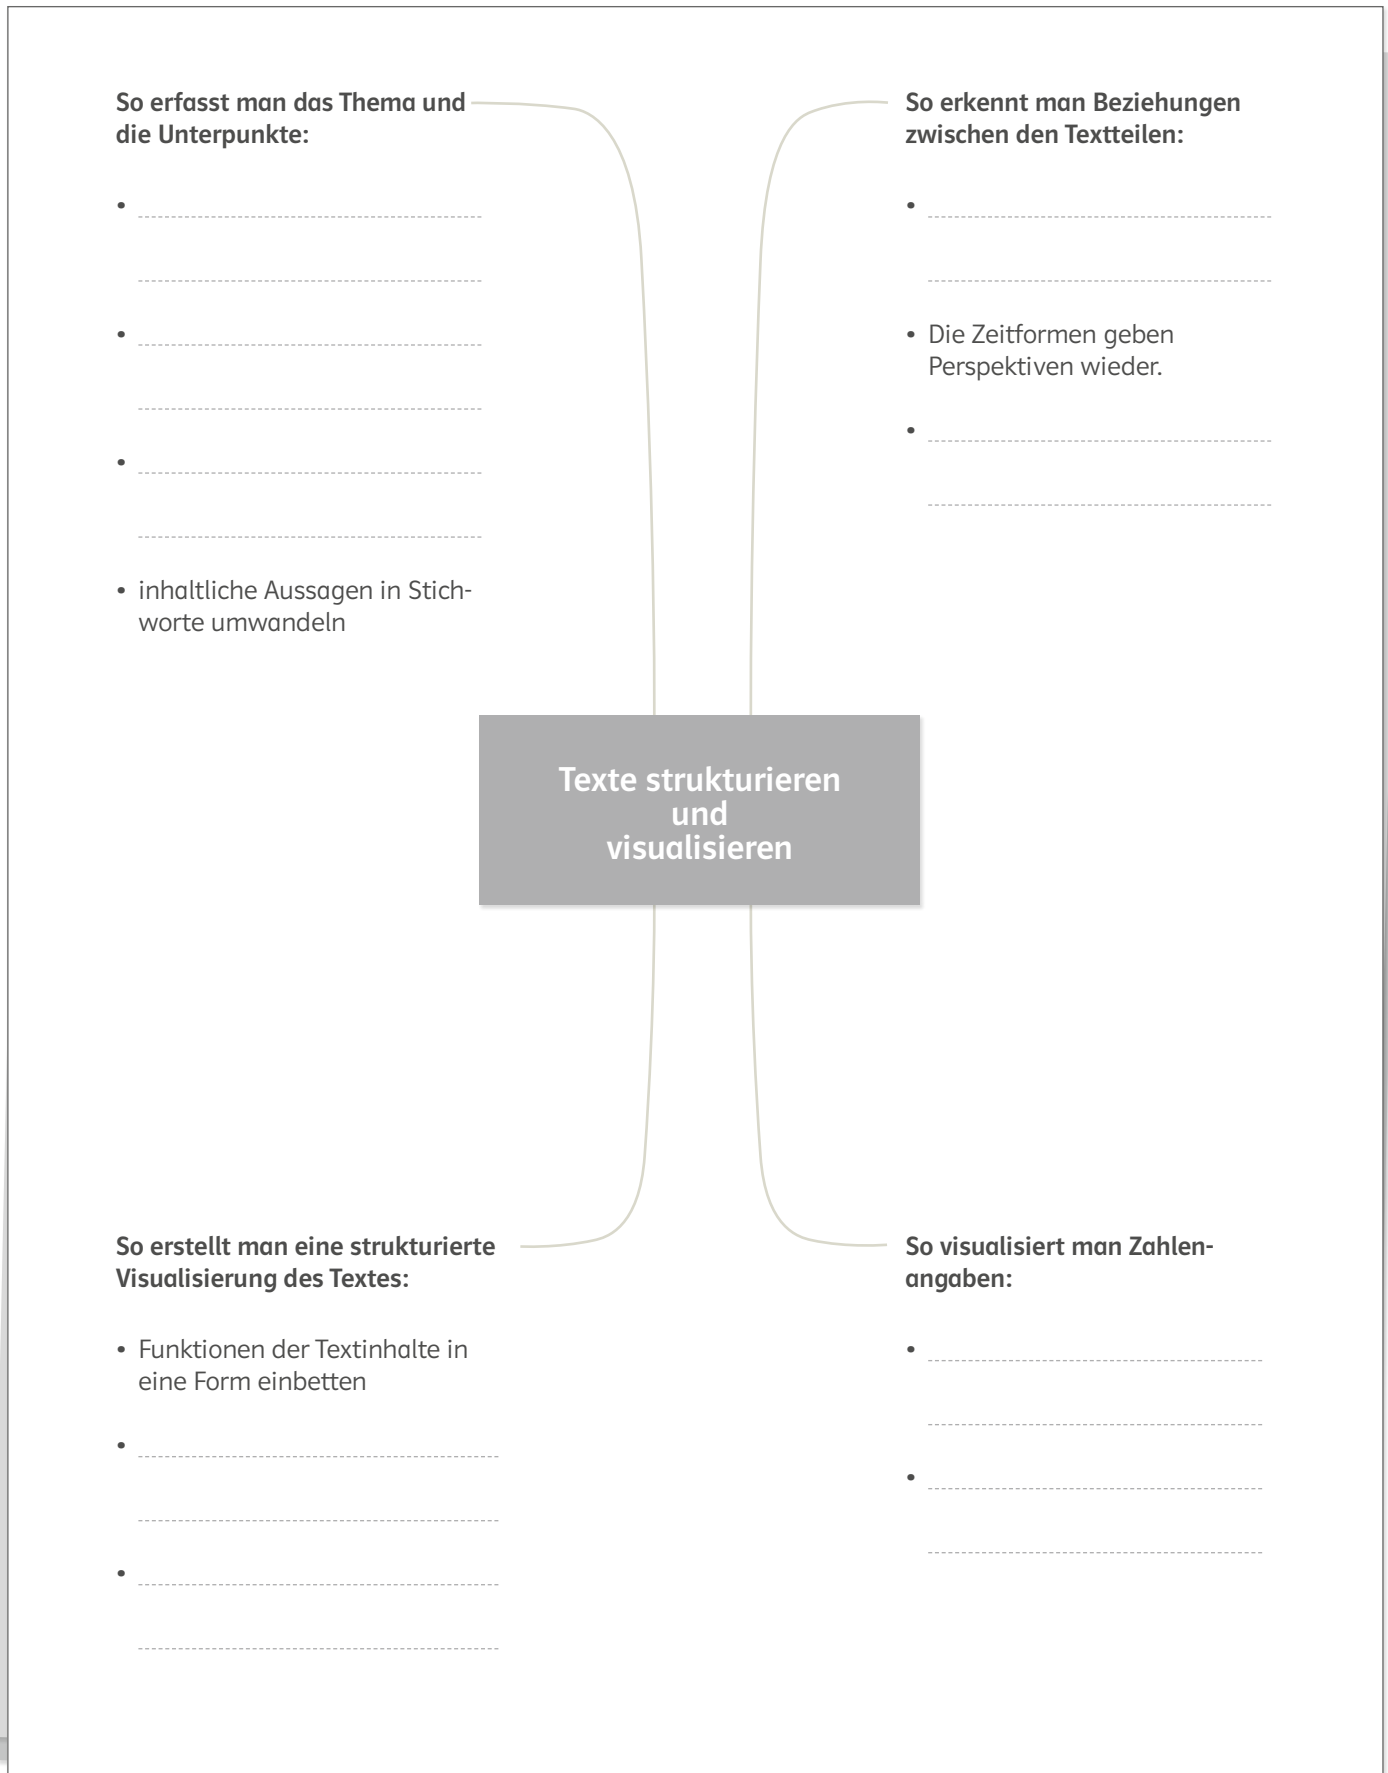 So erfasst man das Thema und
die Unterpunkte:
•
•
•
• inhaltliche Aussagen in Stich-
worte umwandeln
So erkennt man Beziehungen
zwischen den Textteilen:
•
• Die Zeitformen geben
Perspektiven wieder.
•
Texte strukturieren
und
visualisieren
So erstellt man eine strukturierte
Visualisierung des Textes:
• Funktionen der Textinhalte in
eine Form einbetten
•
•
So visualisiert man Zahlen-
angaben:
•
•